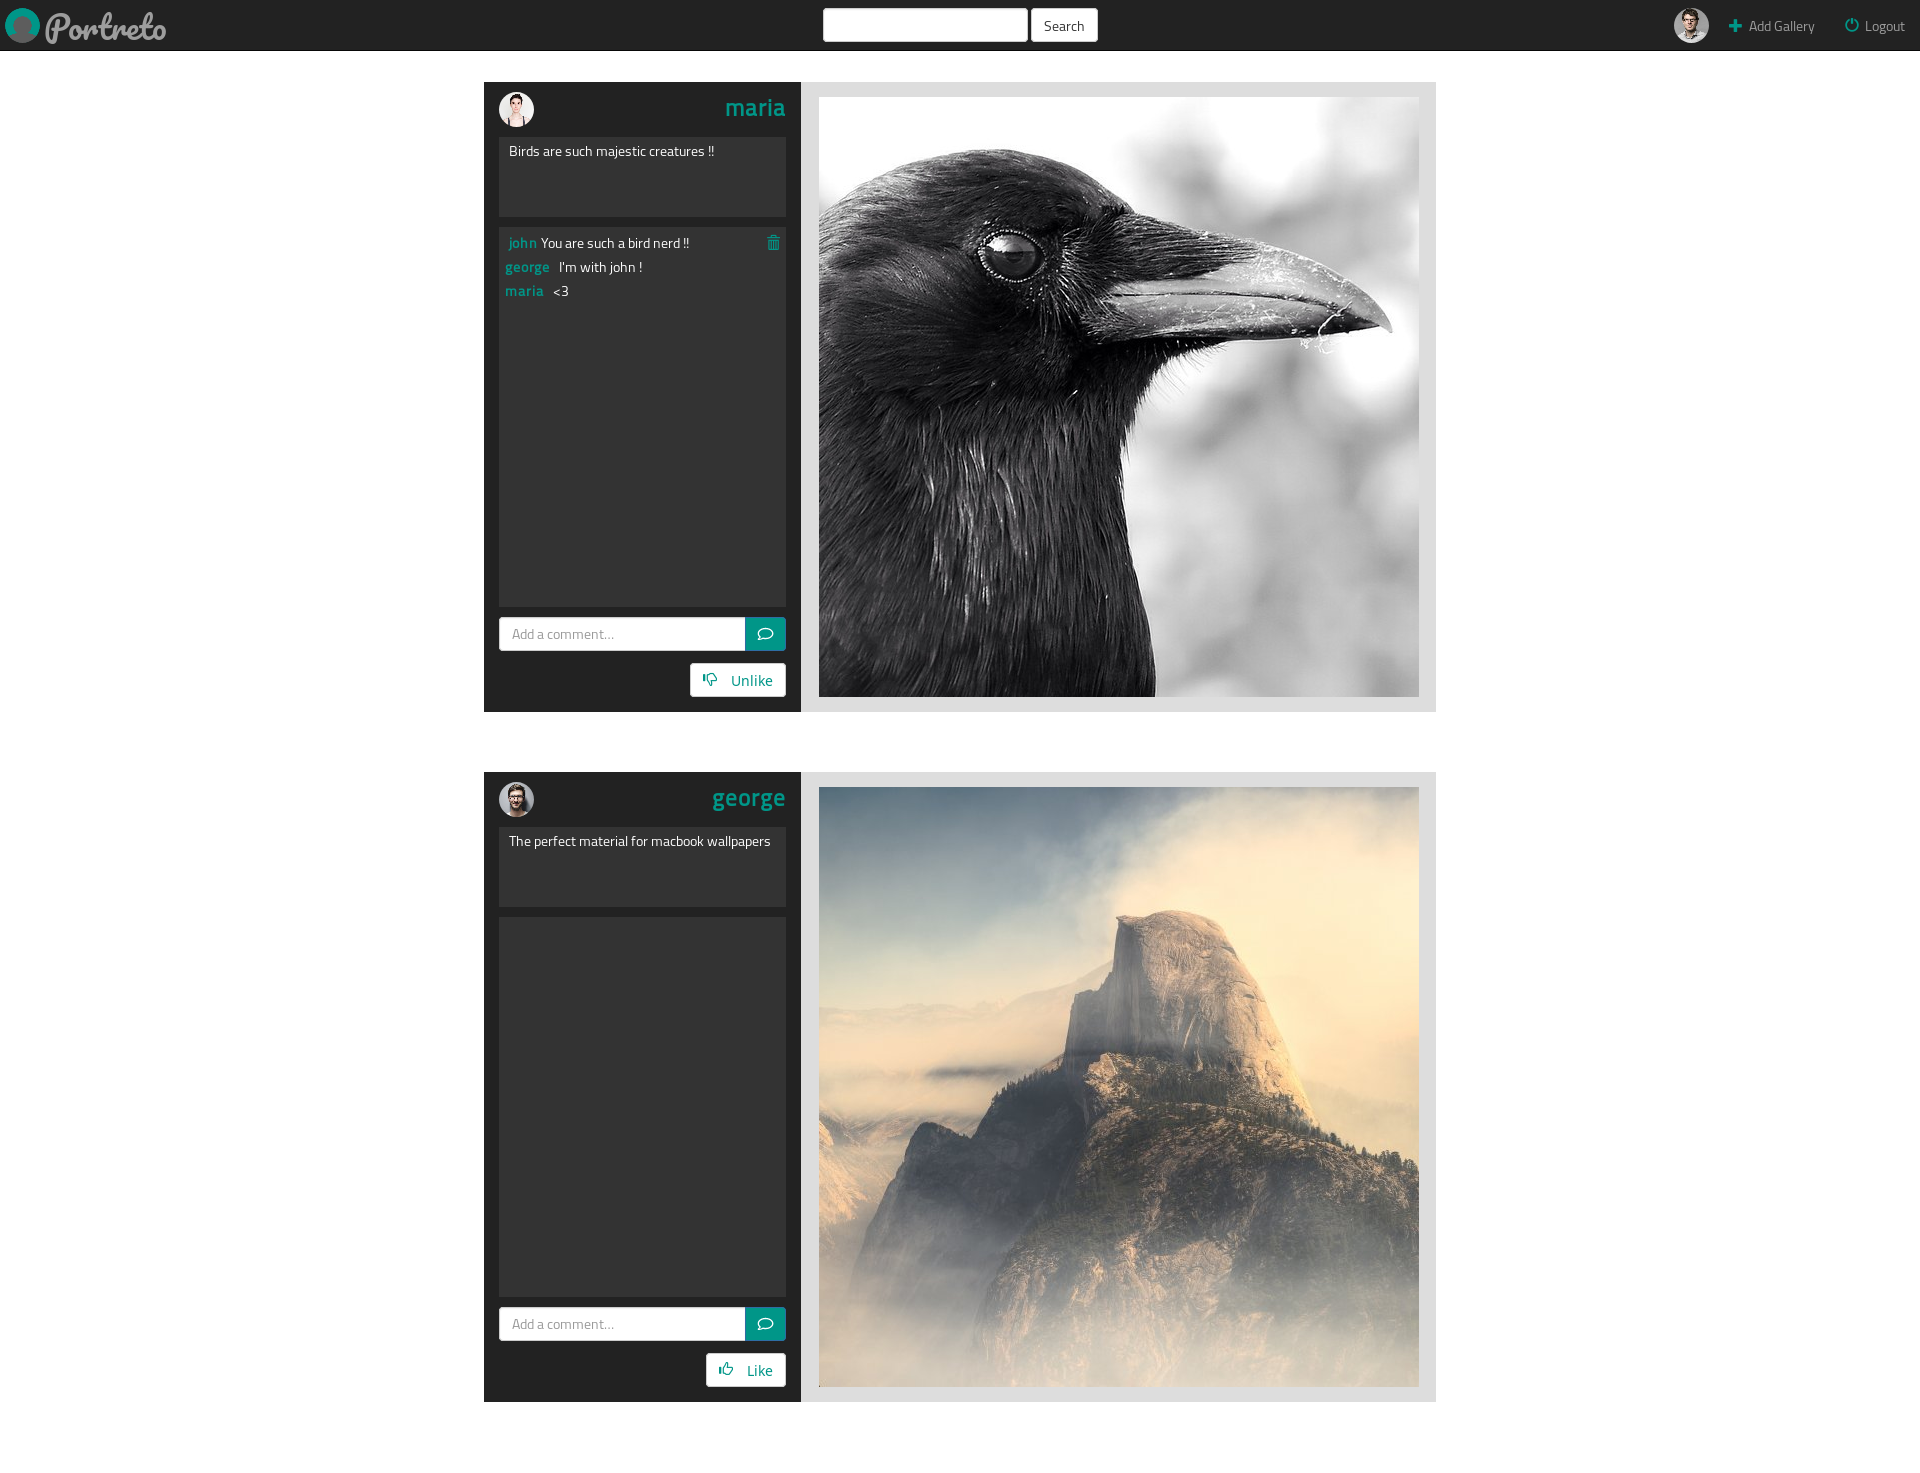 Portreto
Search
Add Gallery
Logout
maria
Birds are such majestic creatures !!
john You are such a bird nerd !!
george I'm with john !
maria <3
Add a comment...
Unlike
george
The perfect material for macbook wallpapers
Add a comment...
Like